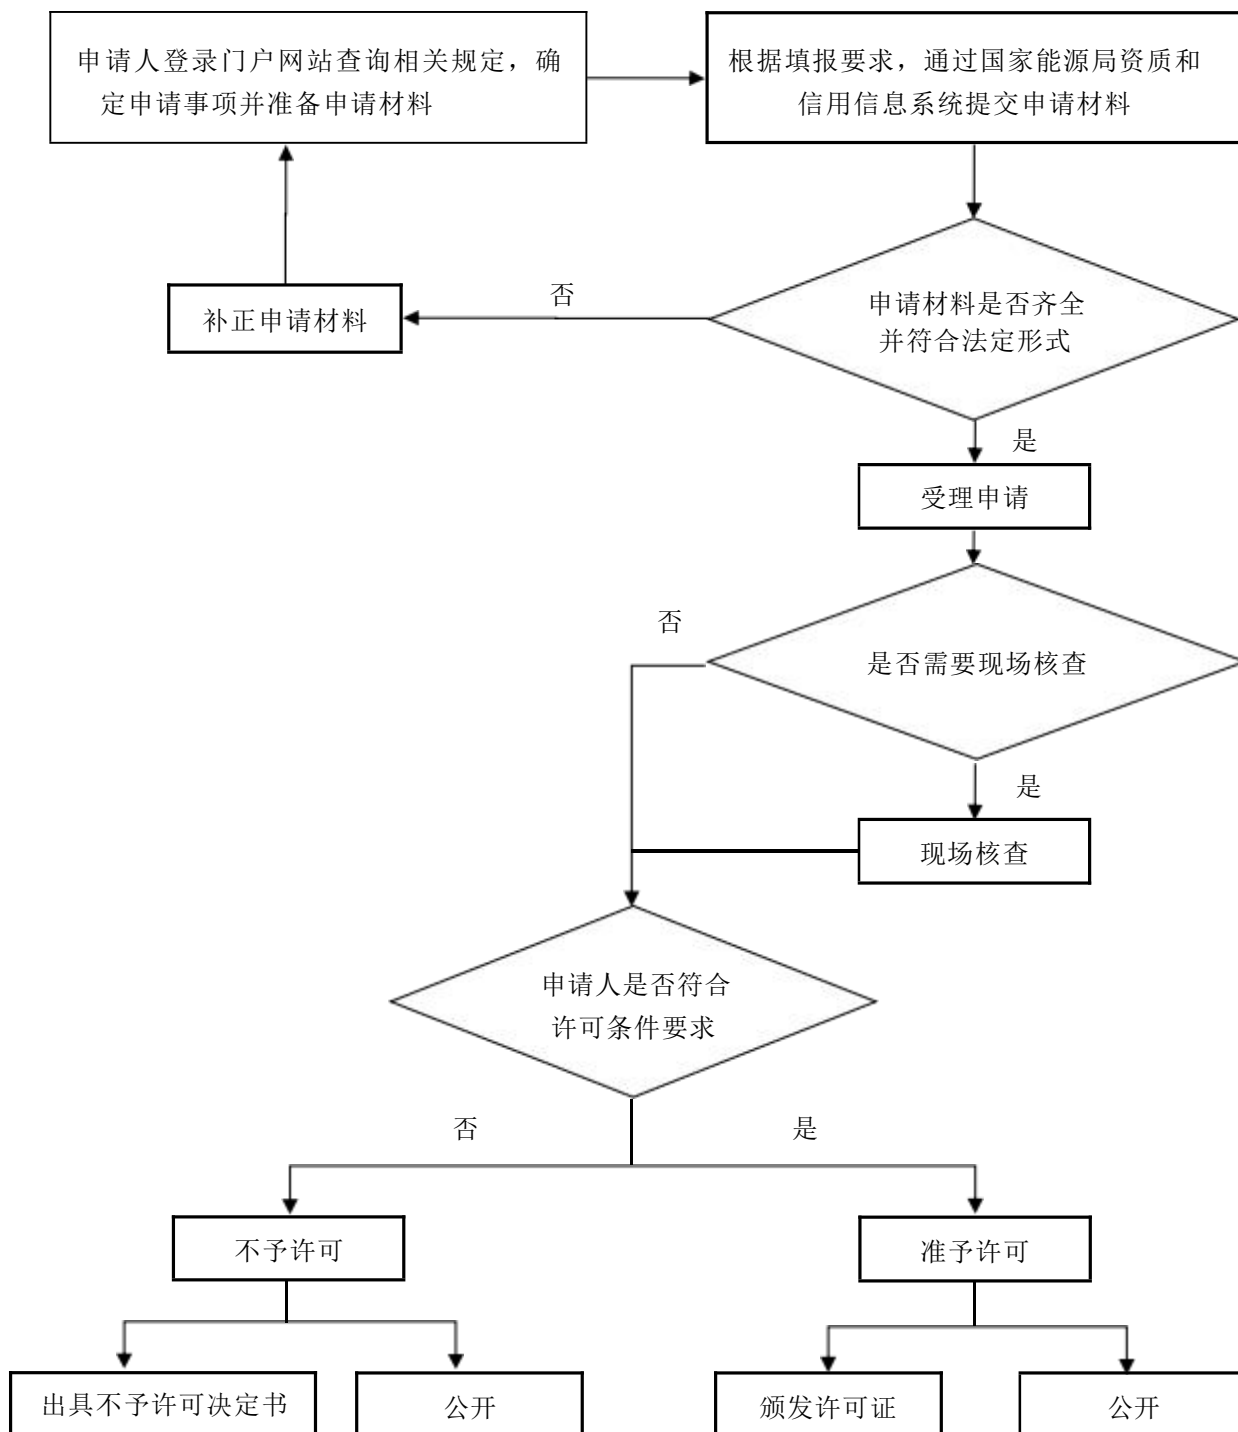 申请人登录门户网站查询相关规定，确
定申请事项并准备申请材料
根据填报要求，通过国家能源局资质和
信用信息系统提交申请材料
否
补正申请材料
申请材料是否齐全
并符合法定形式
是
受理申请
否
是否需要现场核查
是
现场核查
申请人是否符合
许可条件要求
否
是
不予许可
准予许可
出具不予许可决定书
公开
颁发许可证
公开